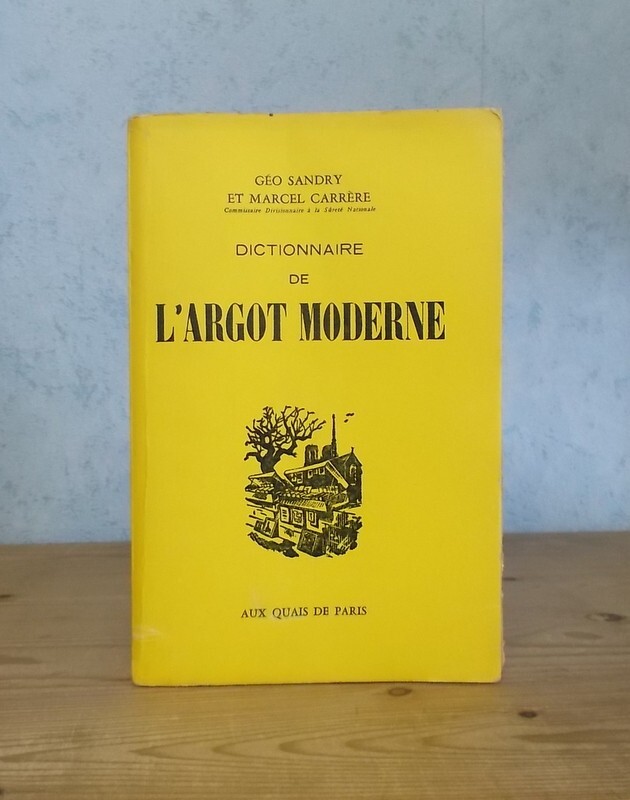 GÉO SANDRY
ET MARCEL CARRÈRE
Commissaire Divisionnaire à la Sûreté Nationale
DICTIONNAIRE
DE
L'ARGOT MODERNE
AUX QUAIS DE PARIS